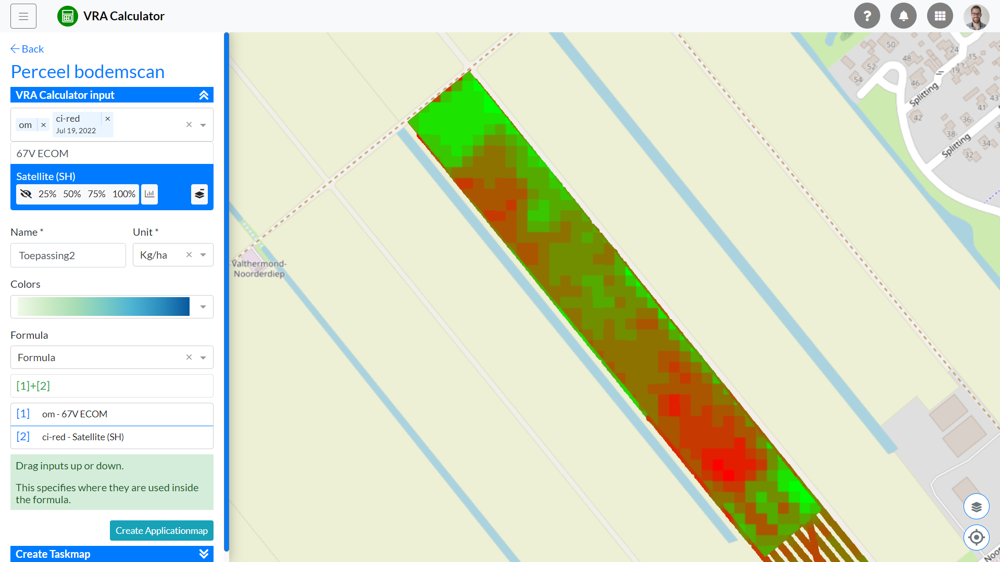 VRA Calculator
?
Back
Perceel bodemscan
VRA Calculator input
om ×
ci-red ×
Jul 19, 2022
67V ECOM
Satellite (SH)
25% 50% 75% 100%
Name * Unit *
Toepassing2 Kg/ha ×
Colors
Formula
Formula ×
[1]+[2]
[1] om - 67V ECOM
[2] ci-red - Satellite (SH)
Drag inputs up or down.
This specifies where they are used inside
the formula.
Create Applicationmap
Create Taskmap
Valthermond-
Noorderdiep
50
24
15
48
52
17
19
54
46
Splitting
43
41
42
36
38
34
Splitting
32
Noor